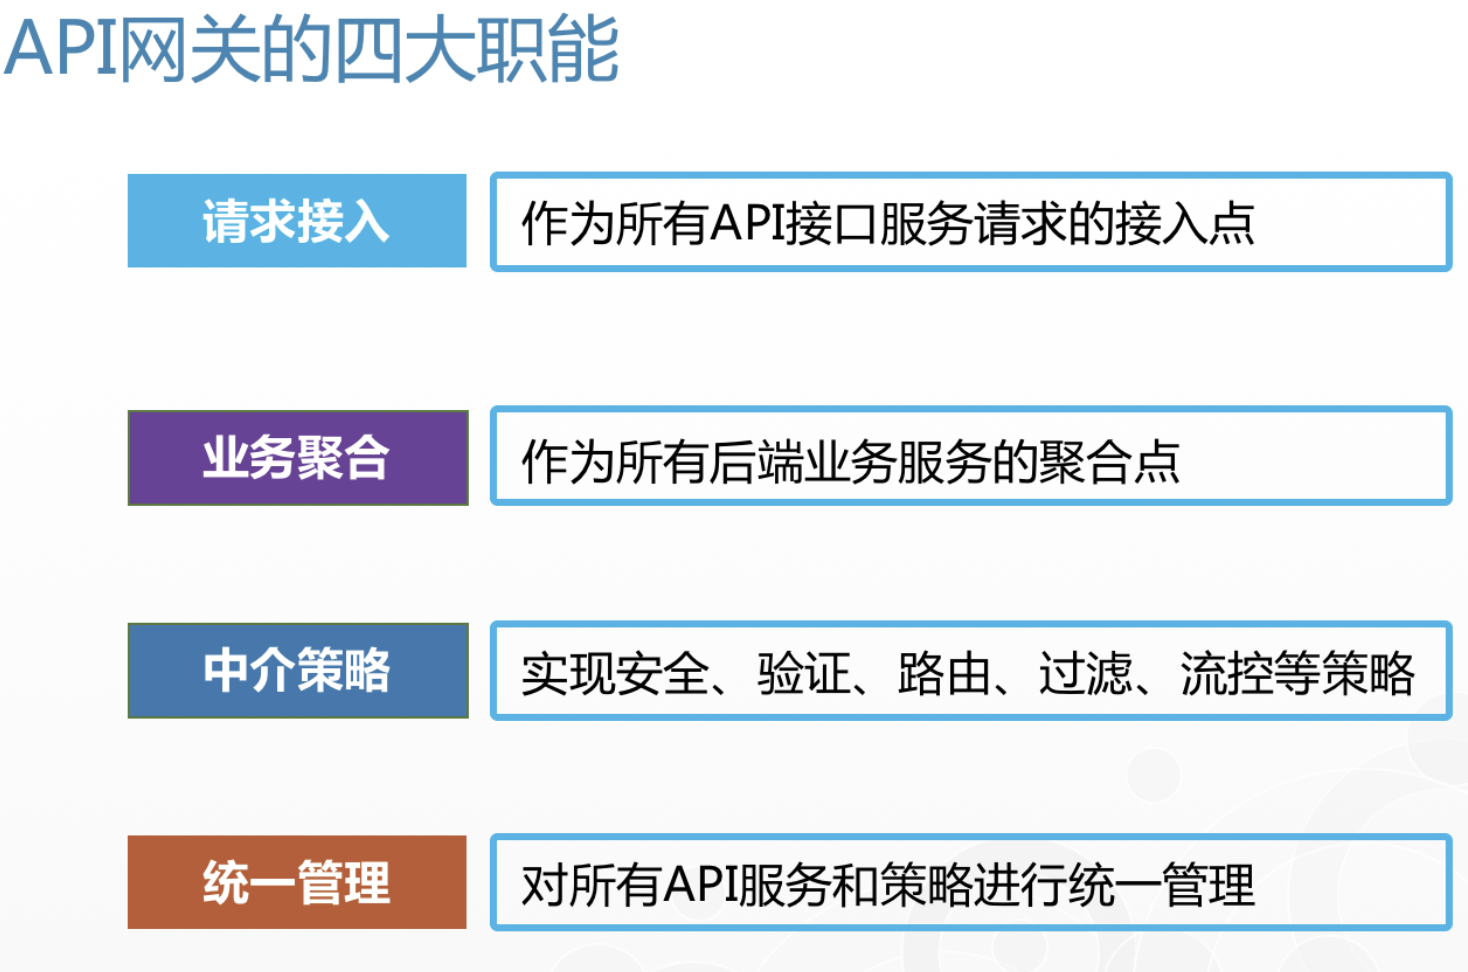 API网关的四大职能
请求接入
作为所有API接口服务请求的接入点
业务聚合
作为所有后端业务服务的聚合点
中介策略
实现安全、验证、路由、过滤、流控等策略
统一管理
对所有API服务和策略进行统一管理